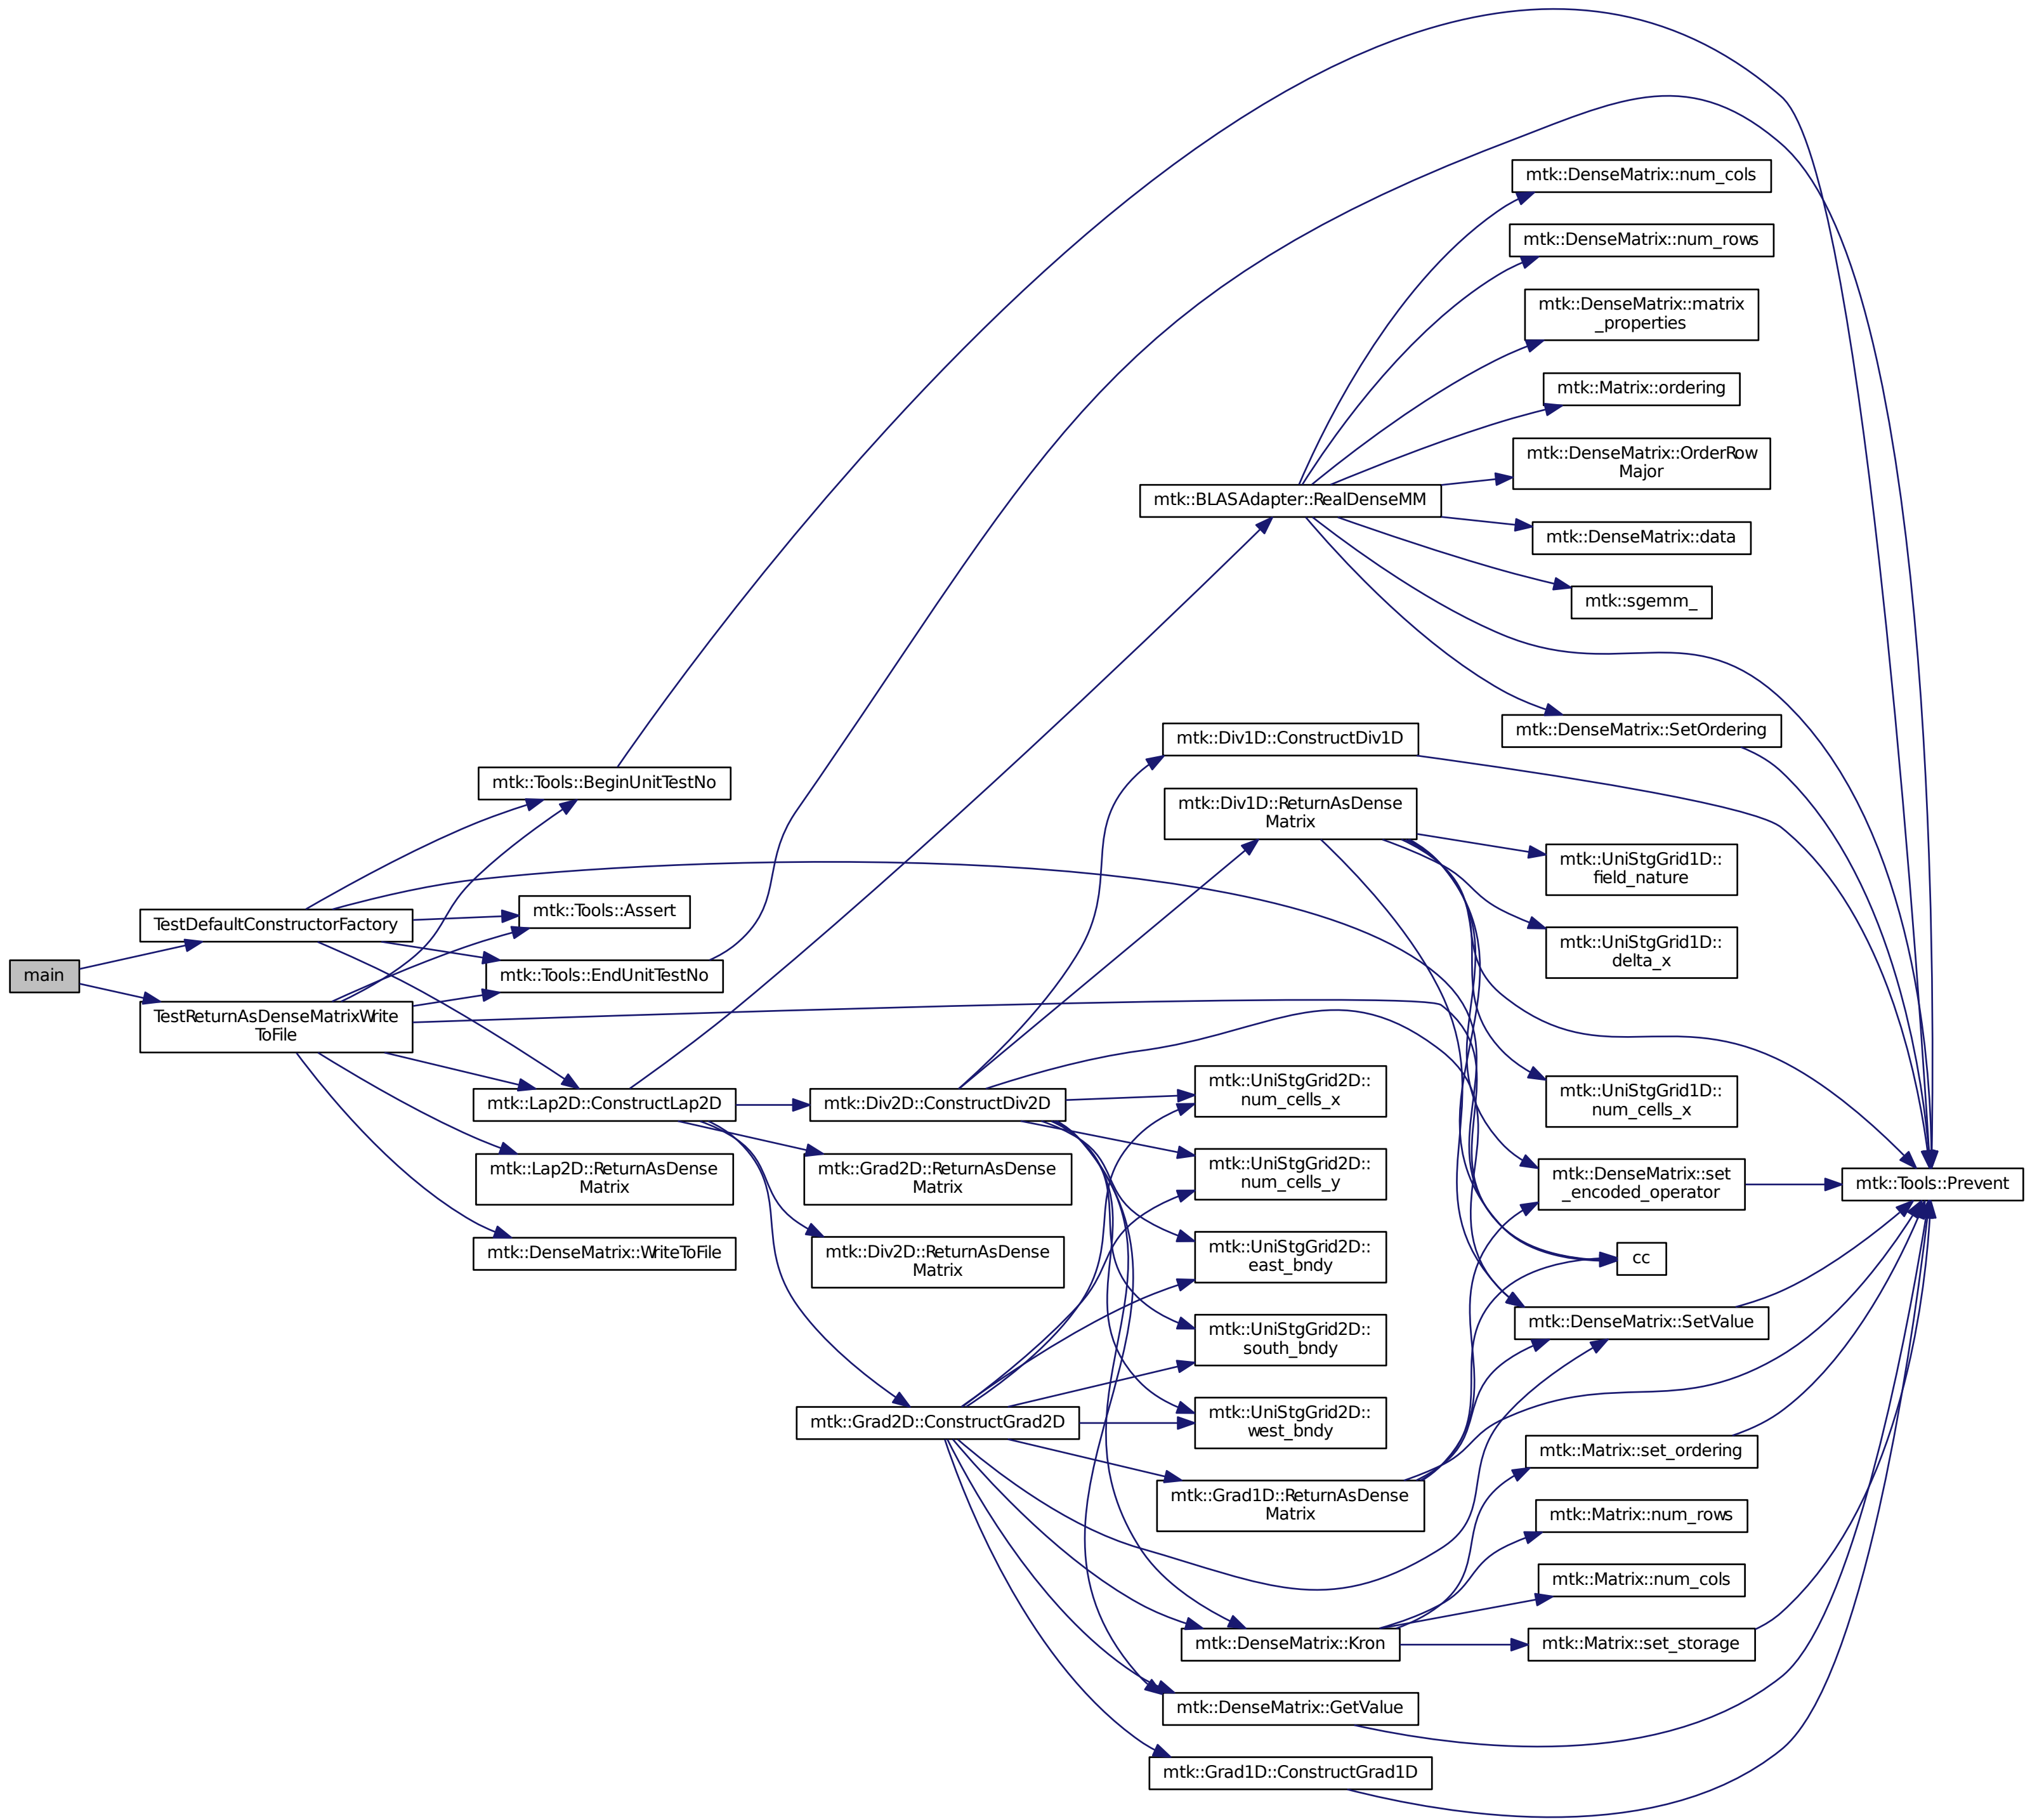 main
TestDefaultConstructorFactory
TestReturnAsDenseMatrixWrite
ToFile
mtk::Tools::BeginUnitTestNo
mtk::Tools::Assert
mtk::Tools::EndUnitTestNo
mtk::Lap2D::ConstructLap2D
mtk::Lap2D::ReturnAsDense
Matrix
mtk::DenseMatrix::WriteToFile
mtk::Div2D::ConstructDiv2D
mtk::Grad2D::ReturnAsDense
Matrix
mtk::Div2D::ReturnAsDense
Matrix
mtk::Grad2D::ConstructGrad2D
mtk::BLASAdapter::RealDenseMM
mtk::Div1D::ConstructDiv1D
mtk::Div1D::ReturnAsDense
Matrix
mtk::UniStgGrid2D::
num_cells_x
mtk::UniStgGrid2D::
num_cells_y
mtk::UniStgGrid2D::
east_bndy
mtk::UniStgGrid2D::
south_bndy
mtk::UniStgGrid2D::
west_bndy
mtk::Grad1D::ReturnAsDense
Matrix
mtk::DenseMatrix::Kron
mtk::DenseMatrix::GetValue
mtk::Grad1D::ConstructGrad1D
mtk::DenseMatrix::num_cols
mtk::DenseMatrix::num_rows
mtk::DenseMatrix::matrix
_properties
mtk::Matrix::ordering
mtk::DenseMatrix::OrderRow
Major
mtk::DenseMatrix::data
mtk::sgemm_
mtk::DenseMatrix::SetOrdering
mtk::UniStgGrid1D::
field_nature
mtk::UniStgGrid1D::
delta_x
mtk::UniStgGrid1D::
num_cells_x
mtk::DenseMatrix::set
_encoded_operator
cc
mtk::DenseMatrix::SetValue
mtk::Matrix::set_ordering
mtk::Matrix::num_rows
mtk::Matrix::num_cols
mtk::Matrix::set_storage
mtk::Tools::Prevent